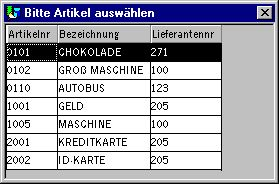 Bitte Artikel auswählen
Artikelnr Bezeichnung Lieferantennr
0101 CHOKOLADE 271
0102 GROß MASCHINE 100
0110 AUTOBUS 123
1001 GELD 205
1005 MASCHINE 100
2001 KREDITKARTE 205
2002 ID-KARTE 205